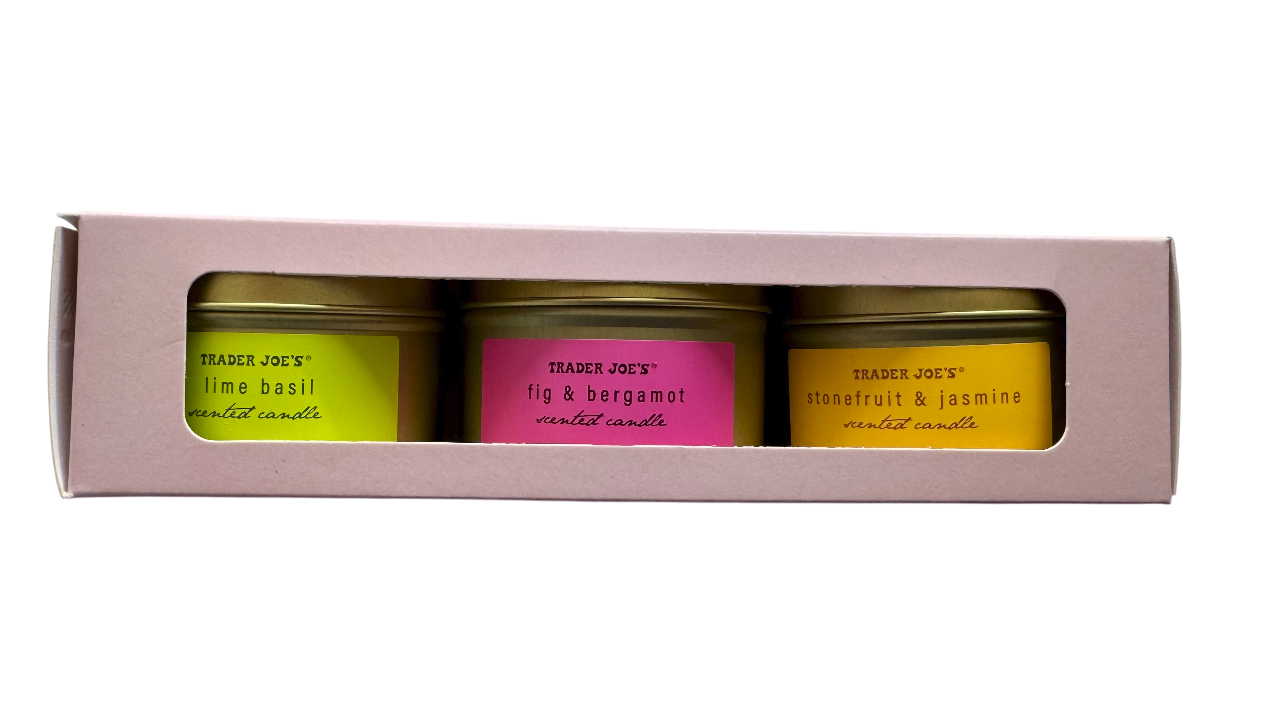 TRADER JOE'S®
lime basil
scented candle
TRADER JOE'S®
fig & bergamot
scented candle
TRADER JOE'S®
stonefruit & jasmine
scented candle